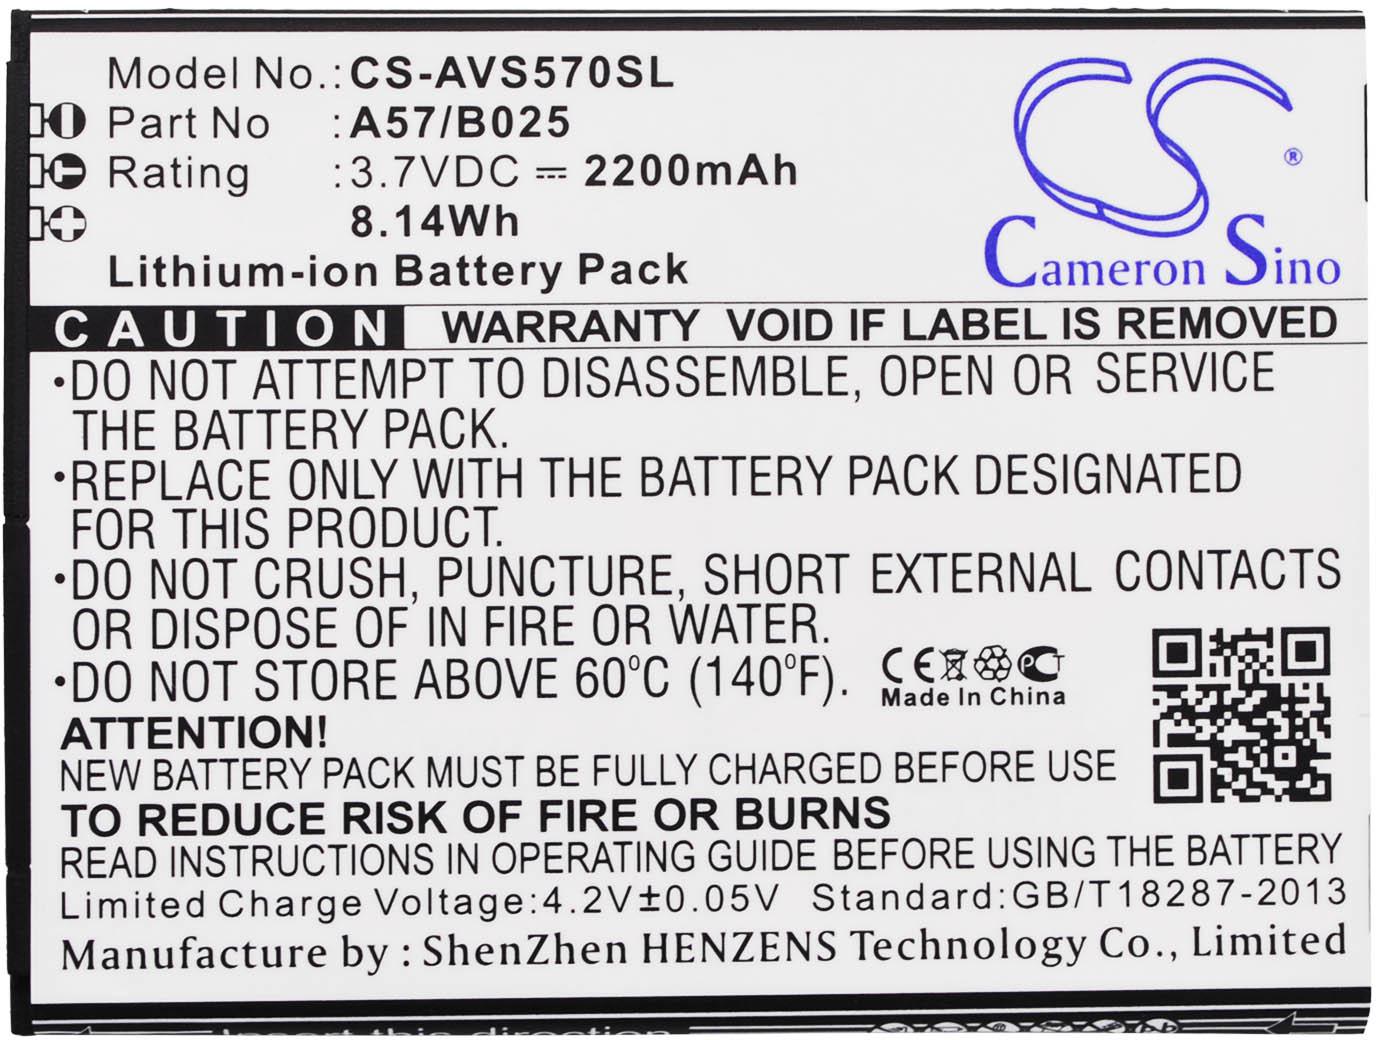 Model No.:CS-AVS570SL
Part No :A57/B025
Rating :3.7VDC ⎓ 2200mAh
8.14Wh
Lithium-ion Battery Pack
CS
®
Cameron Sino
CAUTION WARRANTY VOID IF LABEL IS REMOVED
•DO NOT ATTEMPT TO DISASSEMBLE, OPEN OR SERVICE
THE BATTERY PACK.
•REPLACE ONLY WITH THE BATTERY PACK DESIGNATED
FOR THIS PRODUCT.
•DO NOT CRUSH, PUNCTURE, SHORT EXTERNAL CONTACTS
OR DISPOSE OF IN FIRE OR WATER.
•DO NOT STORE ABOVE 60°C (140°F).
CE PCT
Made In China
ATTENTION!
NEW BATTERY PACK MUST BE FULLY CHARGED BEFORE USE
TO REDUCE RISK OF FIRE OR BURNS
READ INSTRUCTIONS IN OPERATING GUIDE BEFORE USING THE BATTERY
Limited Charge Voltage:4.2V±0.05V Standard:GB/T18287-2013
Manufacture by : ShenZhen HENZENS Technology Co., Limited
Insert this direction